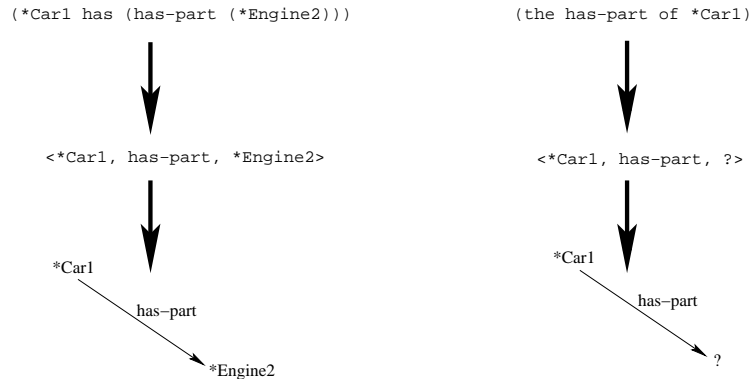 (*Car1 has (has-part (*Engine2)))
<*Car1, has-part, *Engine2>
*Car1
has−part
*Engine2
(the has-part of *Car1)
<*Car1, has-part, ?>
*Car1
has−part
?